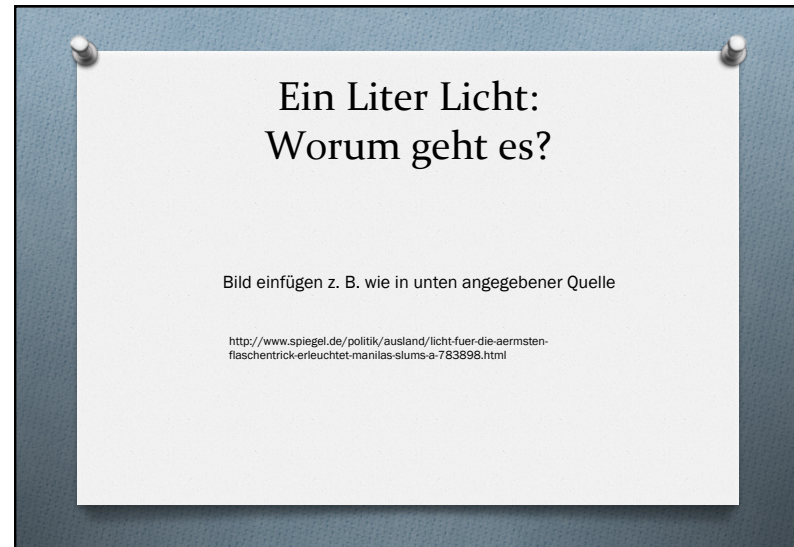 Ein Liter Licht:
Worum geht es?
Bild einfügen z. B. wie in unten angegebener Quelle
http://www.spiegel.de/politik/ausland/licht-fuer-die-aermsten-
flaschentrick-erleuchtet-manilas-slums-a-783898.html